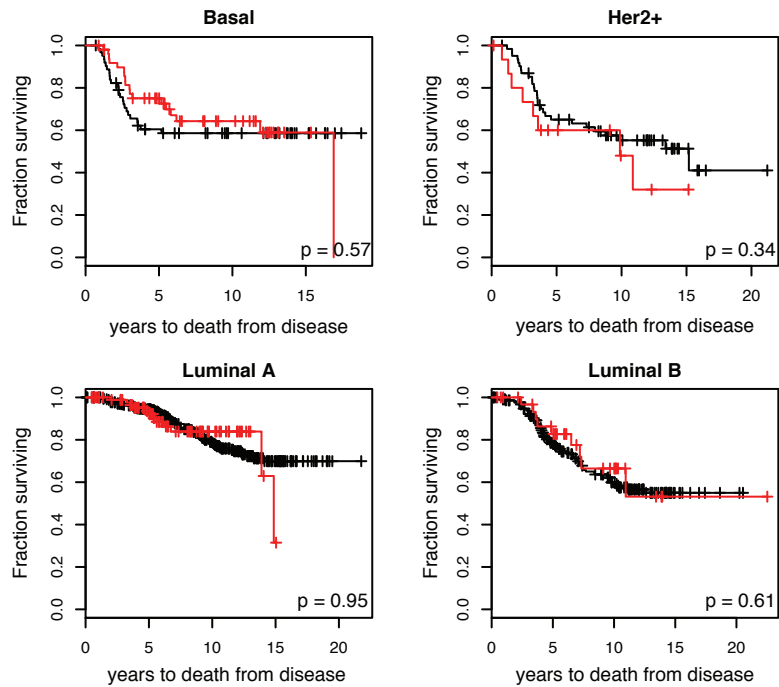 Basal
Fraction surviving
1.0
0.8
0.6
0.4
0.2
0.0
p = 0.57
0 5 10 15
years to death from disease
Her2+
Fraction surviving
1.0
0.8
0.6
0.4
0.2
0.0
p = 0.34
0 5 10 15 20
years to death from disease
Luminal A
Fraction surviving
1.0
0.8
0.6
0.4
0.2
0.0
p = 0.95
0 5 10 15 20
years to death from disease
Luminal B
Fraction surviving
1.0
0.8
0.6
0.4
0.2
0.0
p = 0.61
0 5 10 15 20
years to death from disease